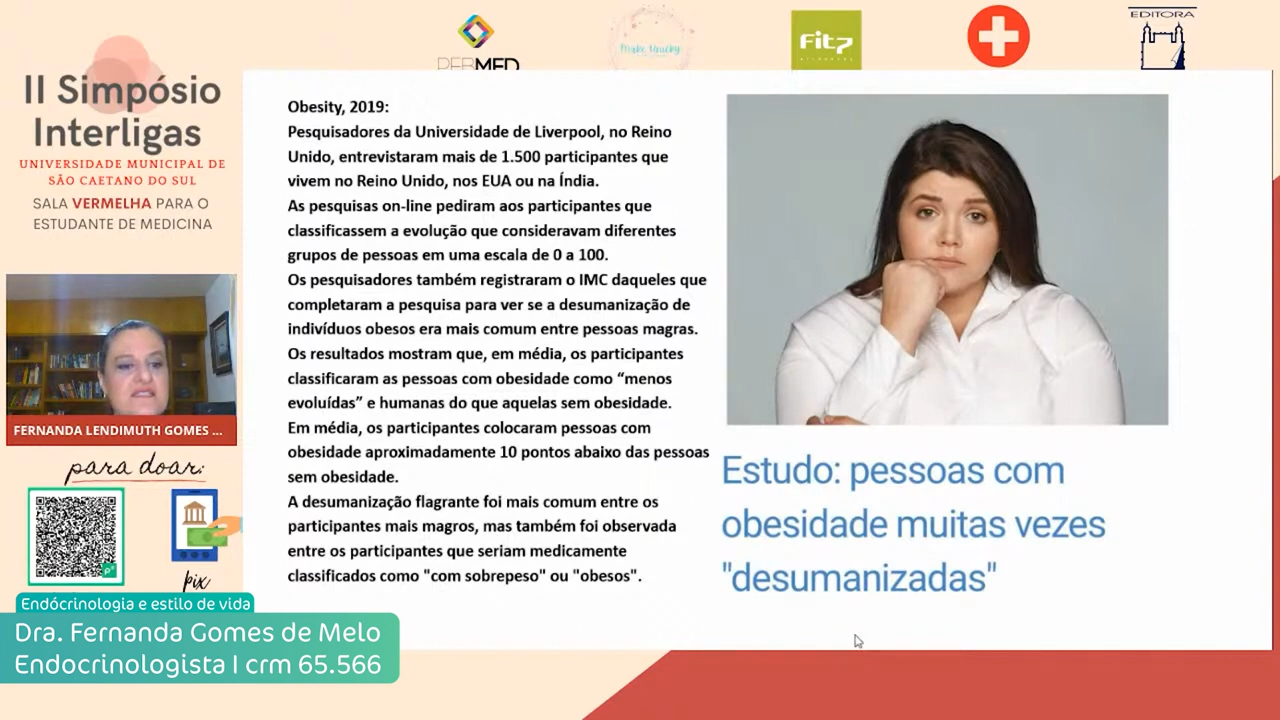 II Simpósio
Interligas
UNIVERSIDADE MUNICIPAL DE
SÃO CAETANO DO SUL
SALA VERMELHA PARA O
ESTUDANTE DE MEDICINA
FERNANDA LENDIMUTH GOMES ...
para doar:
pix
Endócrinologia e estilo de vida
Dra. Fernanda Gomes de Melo
Endocrinologista I crm 65.566
PEBMED
Fit7
EDITORA
Obesity, 2019:
Pesquisadores da Universidade de Liverpool, no Reino
Unido, entrevistaram mais de 1.500 participantes que
vivem no Reino Unido, nos EUA ou na Índia.
As pesquisas on-line pediram aos participantes que
classificassem a evolução que consideravam diferentes
grupos de pessoas em uma escala de 0 a 100.
Os pesquisadores também registraram o IMC daqueles que
completaram a pesquisa para ver se a desumanização de
indivíduos obesos era mais comum entre pessoas magras.
Os resultados mostram que, em média, os participantes
classificaram as pessoas com obesidade como “menos
evoluídas” e humanas do que aquelas sem obesidade.
Em média, os participantes colocaram pessoas com
obesidade aproximadamente 10 pontos abaixo das pessoas
sem obesidade.
A desumanização flagrante foi mais comum entre os
participantes mais magros, mas também foi observada
entre os participantes que seriam medicamente
classificados como "com sobrepeso" ou "obesos".
Estudo: pessoas com
obesidade muitas vezes
"desumanizadas"